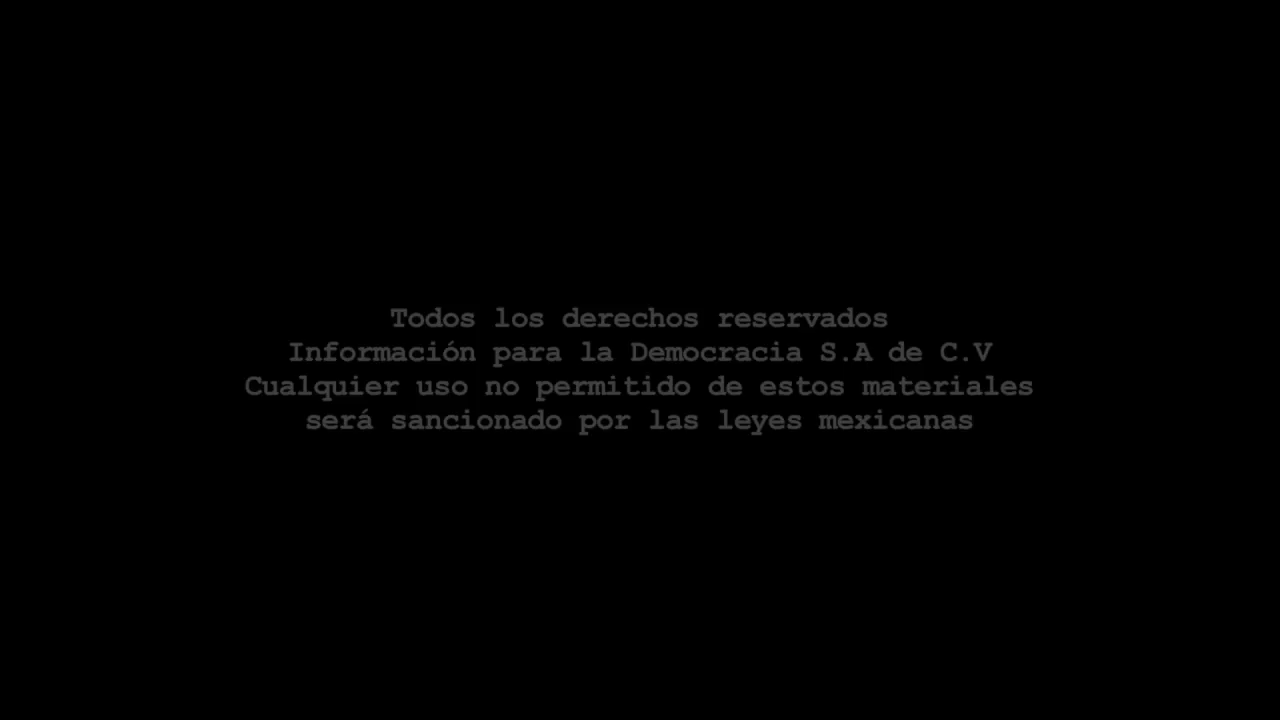 Todos los derechos reservados
Información para la Democracia S.A de C.V
Cualquier uso no permitido de estos materiales
será sancionado por las leyes mexicanas